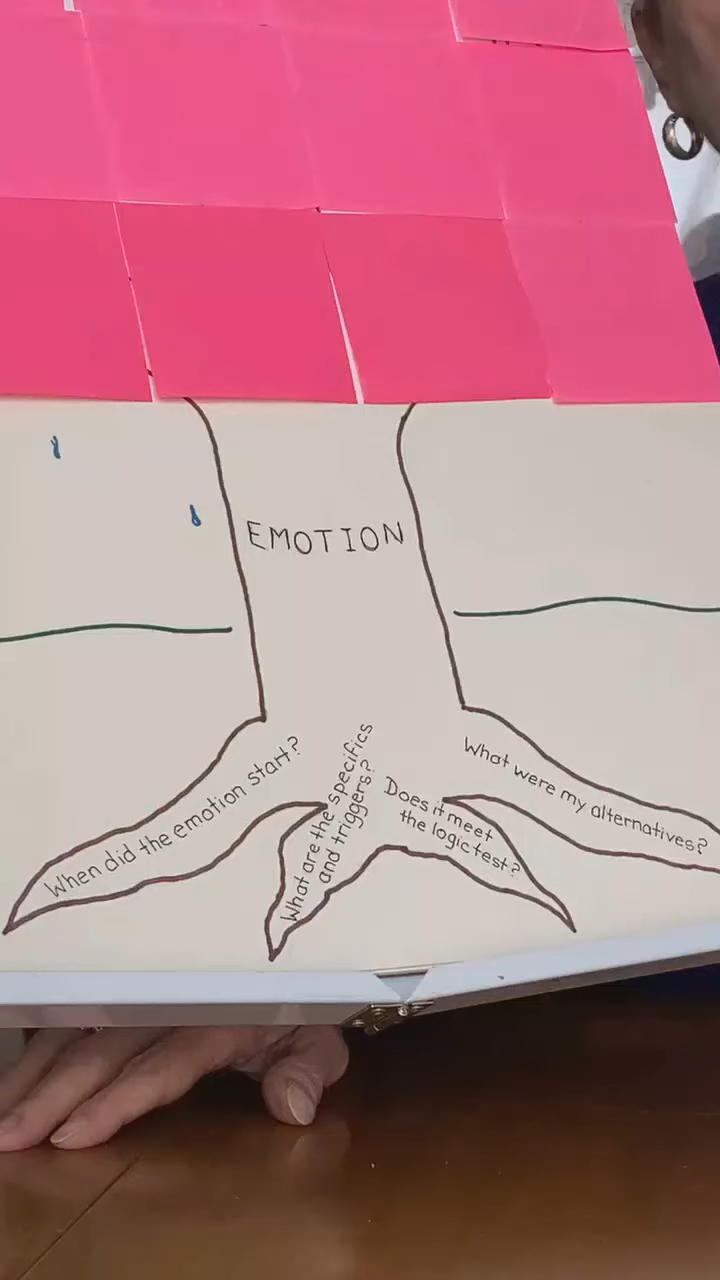 EMOTION
When did the emotion start?
What are the specifics
and triggers?
Does it meet
the logic test?
What were my alternatives?